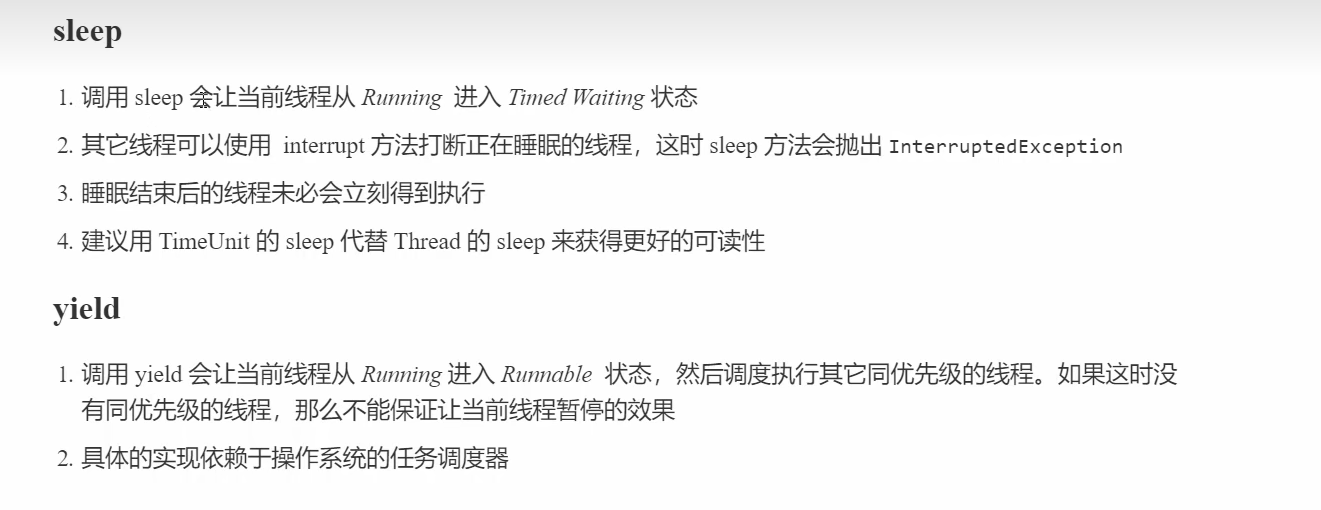 sleep
1. 调用 sleep 会让当前线程从 Running 进入 Timed Waiting 状态
2. 其它线程可以使用 interrupt 方法打断正在睡眠的线程，这时 sleep 方法会抛出 InterruptedException
3. 睡眠结束后的线程未必会立刻得到执行
4. 建议用 TimeUnit 的 sleep 代替 Thread 的 sleep 来获得更好的可读性
yield
1. 调用 yield 会让当前线程从 Running 进入 Runnable 状态，然后调度执行其它同优先级的线程。如果这时没
有同优先级的线程，那么不能保证让当前线程暂停的效果
2. 具体的实现依赖于操作系统的任务调度器